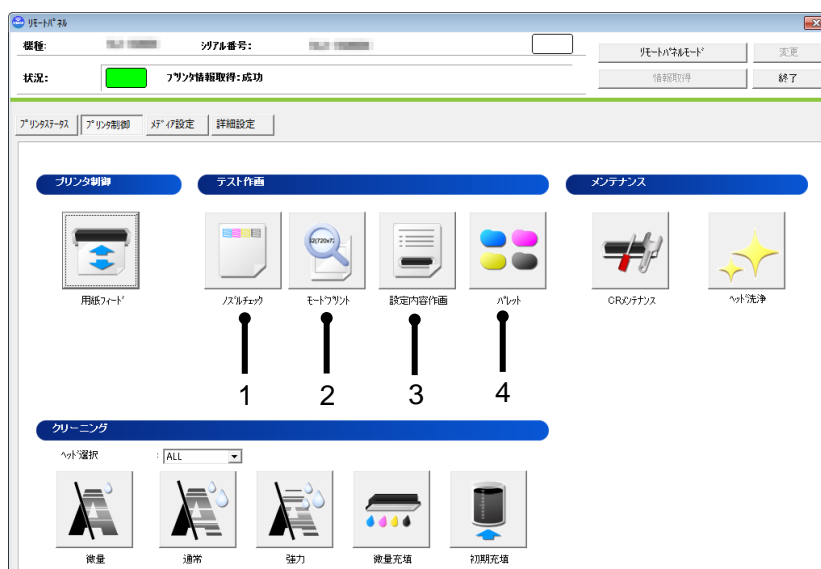 リモートパネル
機種:
シリアル番号:
リモートパネルモード
変更
状況:
プリンタ情報取得:成功
情報取得
終了
プリンタステータス
プリンタ制御
メディア設定
詳細設定
プリンタ制御
テスト作画
メンテナンス
用紙フィード
ノズルチェック
モードプリント
設定内容作画
パレット
CRメンテナンス
ヘッド洗浄
1
2
3
4
クリーニング
ヘッド選択
:
ALL
微量
通常
強力
微量充填
初期充填